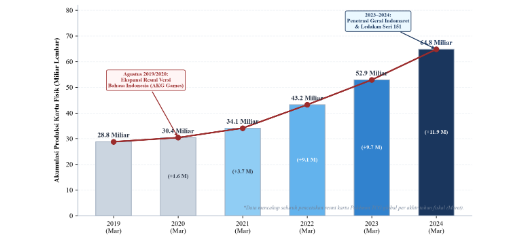 80
70
60
50
40
30
20
10
0
Akumulasi Produksi Kartu Fisik (Miliar Lembar)
2023–2024:
Penetrasi Gerai Indomaret
& Ledakan Seri 151
Agustus 2019/2020:
Ekspansi Resmi Versi
Bahasa Indonesia (AKG Games)
28.8 Miliar
30.4 Miliar
34.1 Miliar
43.2 Miliar
52.9 Miliar
64.8 Miliar
(+1.6 M)
(+3.7 M)
(+9.1 M)
(+9.7 M)
(+11.9 M)
2019
(Mar)
2020
(Mar)
2021
(Mar)
2022
(Mar)
2023
(Mar)
2024
(Mar)